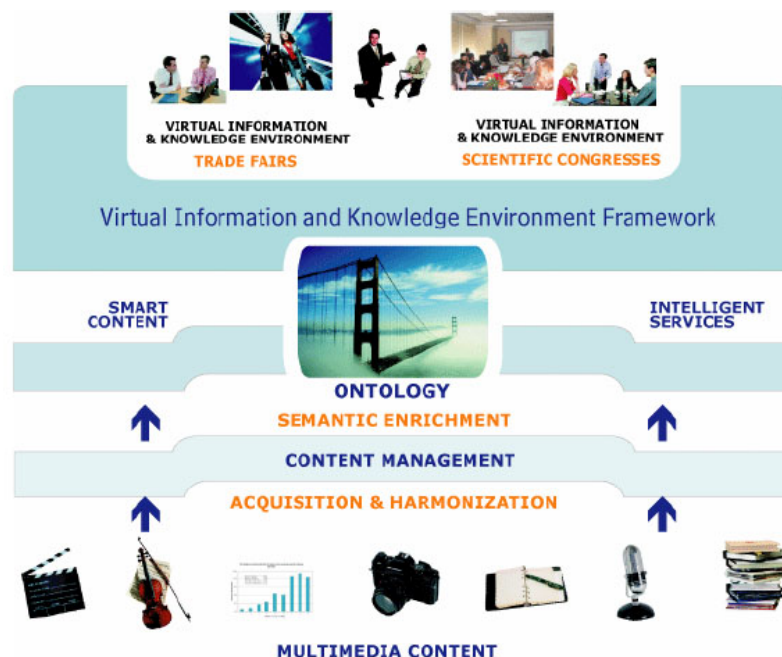 VIRTUAL INFORMATION
& KNOWLEDGE ENVIRONMENT
TRADE FAIRS
VIRTUAL INFORMATION
& KNOWLEDGE ENVIRONMENT
SCIENTIFIC CONGRESSES
Virtual Information and Knowledge Environment Framework
SMART
CONTENT
INTELLIGENT
SERVICES
ONTOLOGY
SEMANTIC ENRICHMENT
CONTENT MANAGEMENT
ACQUISITION & HARMONIZATION
MULTIMEDIA CONTENT